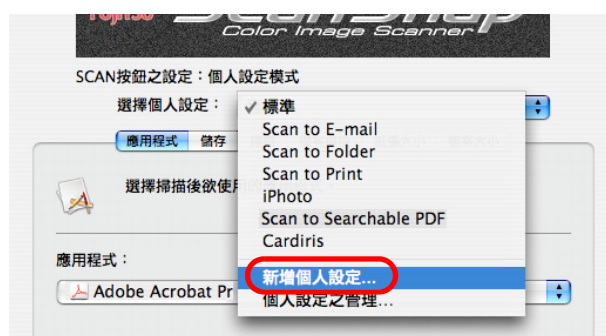 FUJITSU ScanSnap
Color Image Scanner
SCAN按鈕之設定：個人設定模式
選擇個人設定：
✓ 標準
Scan to E-mail
Scan to Folder
Scan to Print
iPhoto
Scan to Searchable PDF
Cardiris
新增個人設定...
個人設定之管理...
應用程式 儲存
選擇掃描後欲使
應用程式：
Adobe Acrobat Pr